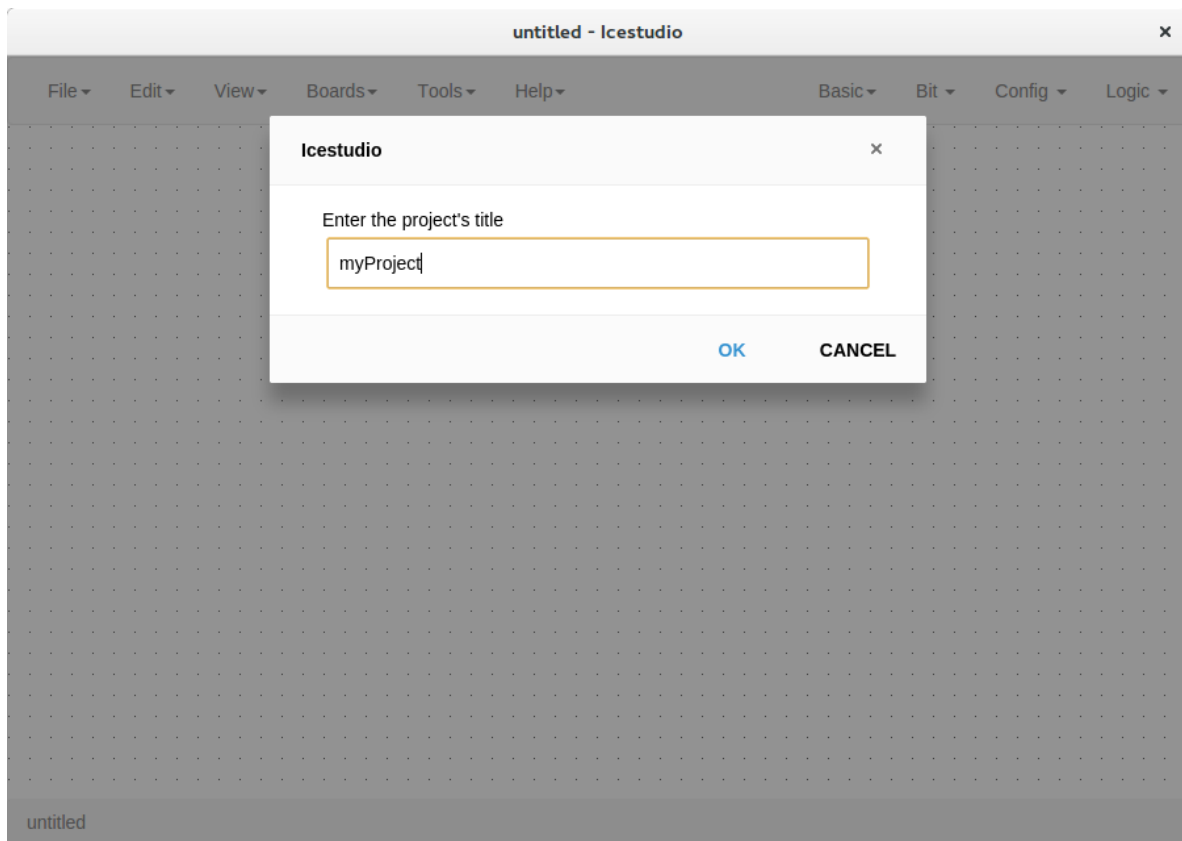 untitled - Icestudio ×
File Edit View Boards Tools Help Basic Bit Config Logic
Icestudio ×
Enter the project's title
myProject
OK CANCEL
untitled